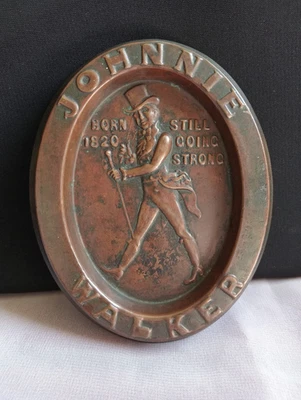 JOHNNIE
BORN STILL
1820 GOING
STRONG
WALKER